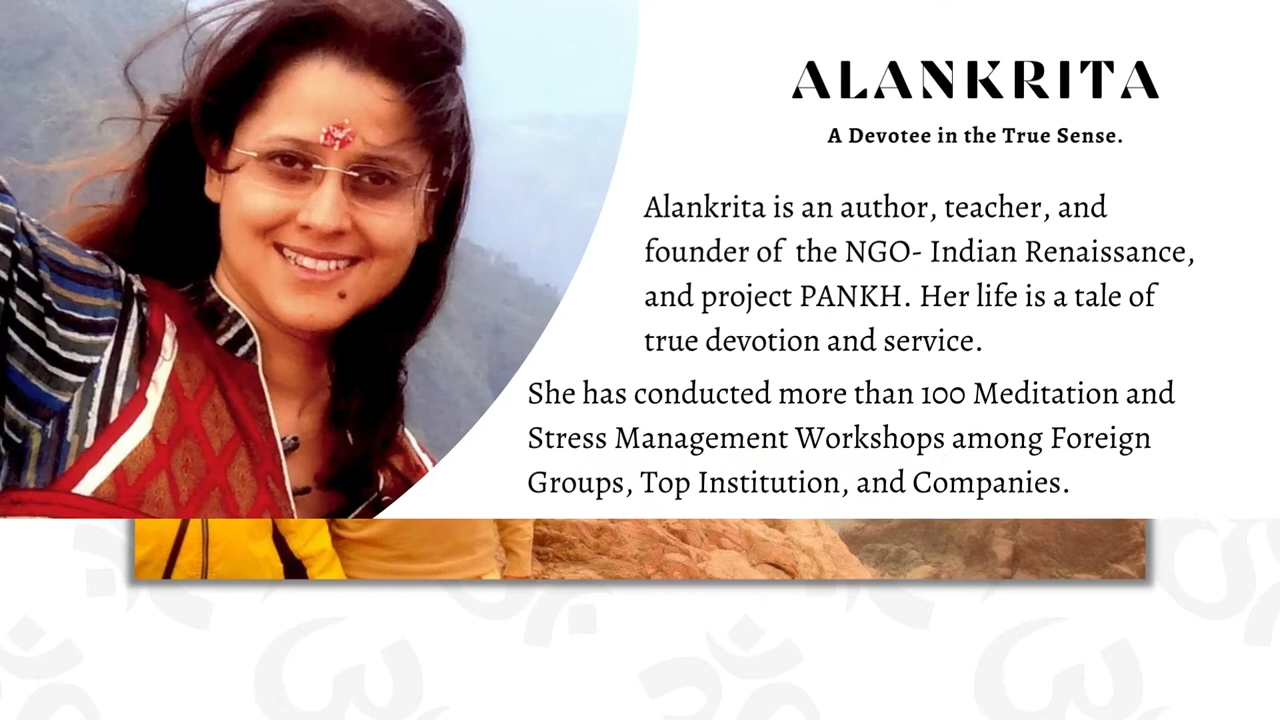 ALANKRITA
A Devotee in the True Sense.
Alankrita is an author, teacher, and
founder of the NGO- Indian Renaissance,
and project PANKH. Her life is a tale of
true devotion and service.
She has conducted more than 100 Meditation and
Stress Management Workshops among Foreign
Groups, Top Institution, and Companies.